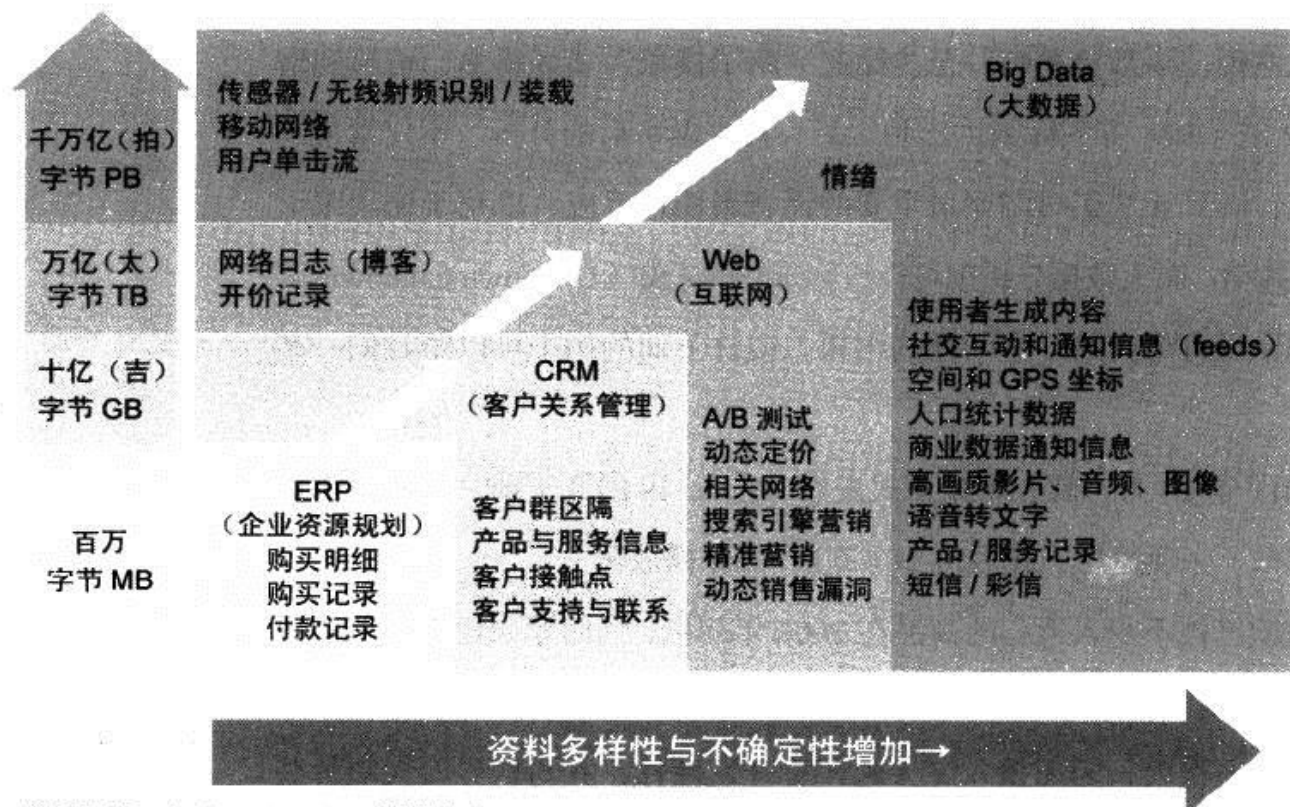 千万亿（拍）
字节 PB
万亿（太）
字节 TB
十亿（吉）
字节 GB
百万
字节 MB
传感器 / 无线射频识别 / 装载
移动网络
用户单击流
Big Data
（大数据）
情绪
网络日志（博客）
开价记录
Web
（互联网）
CRM
（客户关系管理）
ERP
（企业资源规划）
购买明细
购买记录
付款记录
客户群区隔
产品与服务信息
客户接触点
客户支持与联系
A/B 测试
动态定价
相关网络
搜索引擎营销
精准营销
动态销售漏洞
使用者生成内容
社交互动和通知信息（feeds）
空间和 GPS 坐标
人口统计数据
商业数据通知信息
高画质影片、音频、图像
语音转文字
产品 / 服务记录
短信 / 彩信
资料多样性与不确定性增加→